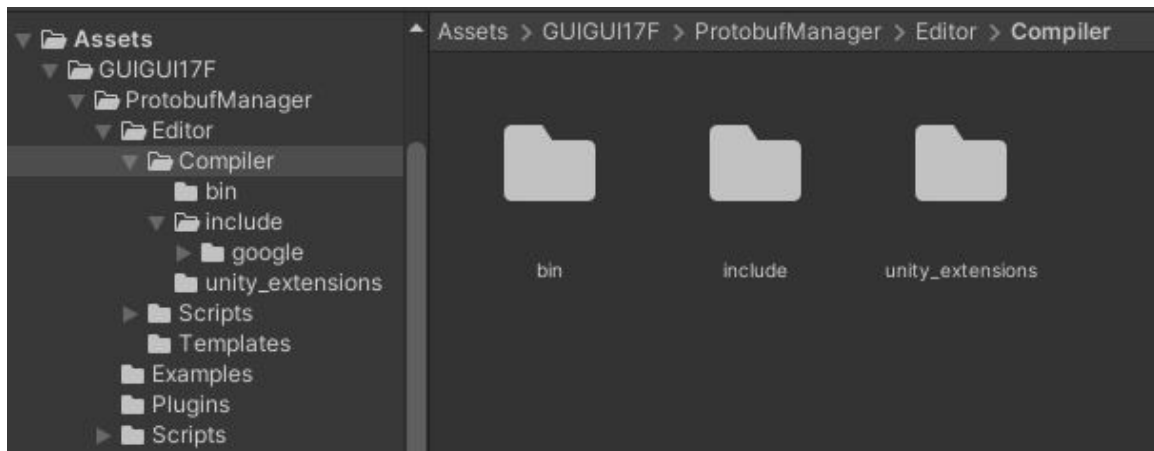 Assets
GUIGUI17F
ProtobufManager
Editor
Compiler
bin
include
google
unity_extensions
Scripts
Templates
Examples
Plugins
Scripts
Assets > GUIGUI17F > ProtobufManager > Editor > Compiler
bin
include
unity_extensions